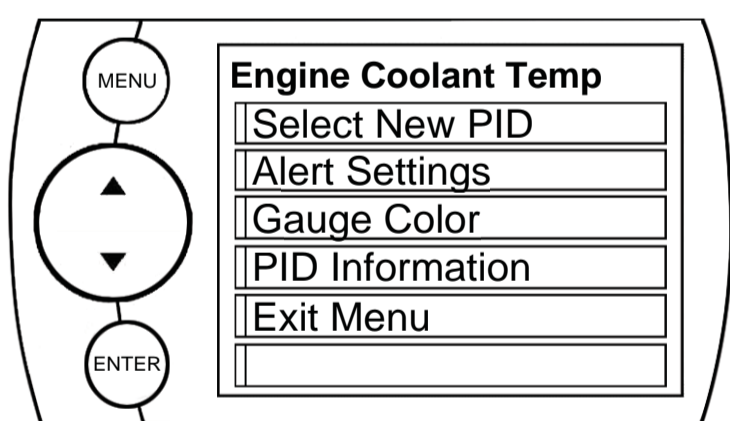 MENU
Engine Coolant Temp
Select New PID
Alert Settings
Gauge Color
PID Information
Exit Menu
ENTER